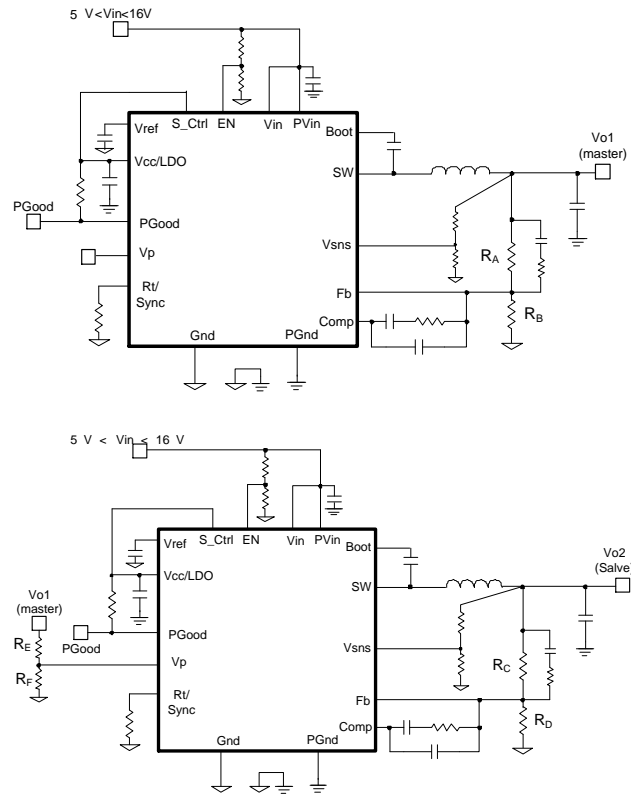 5 V<Vin<16V
S_Ctrl EN Vin PVin
Vref
Boot
Vcc/LDO
SW
Vo1
(master)
PGood
PGood
Vp
Vsns
RA
Rt/
Sync
Fb
Comp
RB
Gnd
PGnd
5 V < Vin < 16 V
S_Ctrl EN Vin PVin
Vref
Boot
Vcc/LDO
SW
Vo2
(Salve)
Vo1
(master)
RE
PGood
PGood
Vsns
RC
RF
Vp
Rt/
Sync
Fb
Comp
RD
Gnd
PGnd